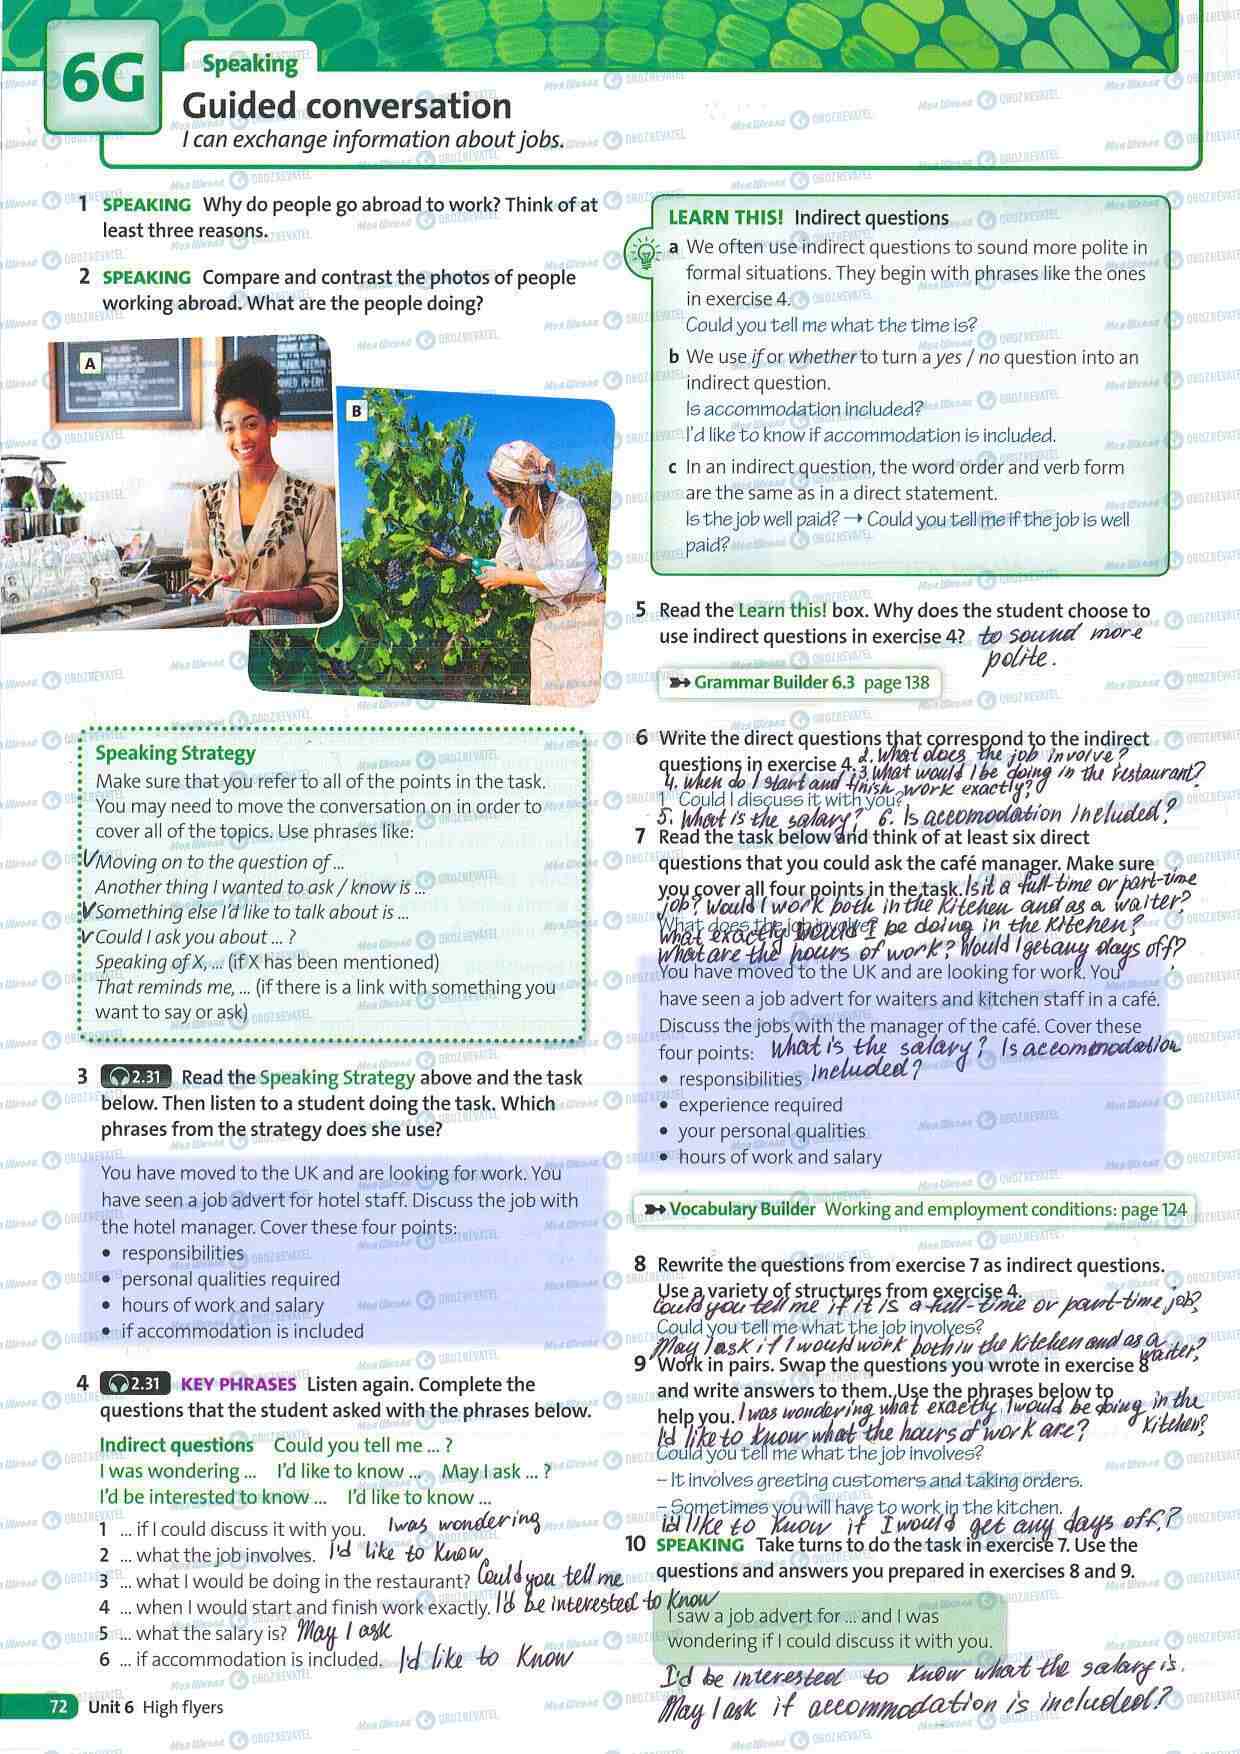 6G
Speaking
Guided conversation
I can exchange information about jobs.
1 SPEAKING Why do people go abroad to work? Think of at
least three reasons.
2 SPEAKING Compare and contrast the photos of people
working abroad. What are the people doing?
A
B
Speaking Strategy
Make sure that you refer to all of the points in the task.
You may need to move the conversation on in order to
cover all of the topics. Use phrases like:
✓ Moving on to the question of ...
Another thing I wanted to ask / know is ...
✓ Something else I'd like to talk about is ...
✓ Could I ask you about ... ?
Speaking of X, ... (if X has been mentioned)
That reminds me, ... (if there is a link with something you
want to say or ask)
3 2.31 Read the Speaking Strategy above and the task
below. Then listen to a student doing the task. Which
phrases from the strategy does she use?
You have moved to the UK and are looking for work. You
have seen a job advert for hotel staff. Discuss the job with
the hotel manager. Cover these four points:
• responsibilities
• personal qualities required
• hours of work and salary
• if accommodation is included
4 2.31 KEY PHRASES Listen again. Complete the
questions that the student asked with the phrases below.
Indirect questions Could you tell me ... ?
I was wondering ... I'd like to know ... May I ask ... ?
I'd be interested to know ... I'd like to know ...
1 ... if I could discuss it with you. I was wondering
2 ... what the job involves. I'd like to know
3 ... what I would be doing in the restaurant? Could you tell me
4 ... when I would start and finish work exactly. I'd be interested to know
5 ... what the salary is? May I ask
6 ... if accommodation is included. I'd like to know
72 Unit 6 High flyers
LEARN THIS! Indirect questions
a We often use indirect questions to sound more polite in
formal situations. They begin with phrases like the ones
in exercise 4.
Could you tell me what the time is?
b We use if or whether to turn a yes / no question into an
indirect question.
Is accommodation included?
I'd like to know if accommodation is included.
c In an indirect question, the word order and verb form
are the same as in a direct statement.
Is the job well paid? → Could you tell me if the job is well
paid?
5 Read the Learn this! box. Why does the student choose to
use indirect questions in exercise 4? to sound more
polite.
Grammar Builder 6.3 page 138
6 Write the direct questions that correspond to the indirect
questions in exercise 4. 2. What does the job involve?
3. What would I be doing in the restaurant?
4. When do I start and finish work exactly?
1 Could I discuss it with you?
5. What is the salary? 6. Is accomodation included?
7 Read the task below and think of at least six direct
questions that you could ask the café manager. Make sure
you cover all four points in the task. Is it a full-time or part-time
job? Would I work both in the kitchen and as a waiter?
What does the job involve?
What exactly would I be doing in the kitchen?
What are the hours of work? Would I get any days off?
You have moved to the UK and are looking for work. You
have seen a job advert for waiters and kitchen staff in a café.
Discuss the jobs with the manager of the café. Cover these
four points: What is the salary? Is accommodation
• responsibilities included?
• experience required
• your personal qualities
• hours of work and salary
Vocabulary Builder Working and employment conditions: page 124
8 Rewrite the questions from exercise 7 as indirect questions.
Use a variety of structures from exercise 4.
Could you tell me if it is a full-time or part-time job?
Could you tell me what the job involves?
May I ask if I would work both in the kitchen and as a
waiter?
9 Work in pairs. Swap the questions you wrote in exercise 8
and write answers to them. Use the phrases below to
help you. I was wondering what exactly I would be doing in the
kitchen?
I'd like to know what the hours of work are?
Could you tell me what the job involves?
– It involves greeting customers and taking orders.
– Sometimes you will have to work in the kitchen.
I'd like to know if I would get any days off?
10 SPEAKING Take turns to do the task in exercise 7. Use the
questions and answers you prepared in exercises 8 and 9.
I saw a job advert for ... and I was
wondering if I could discuss it with you.
I'd be interested to know what the salary is.
May I ask if accommodation is included?